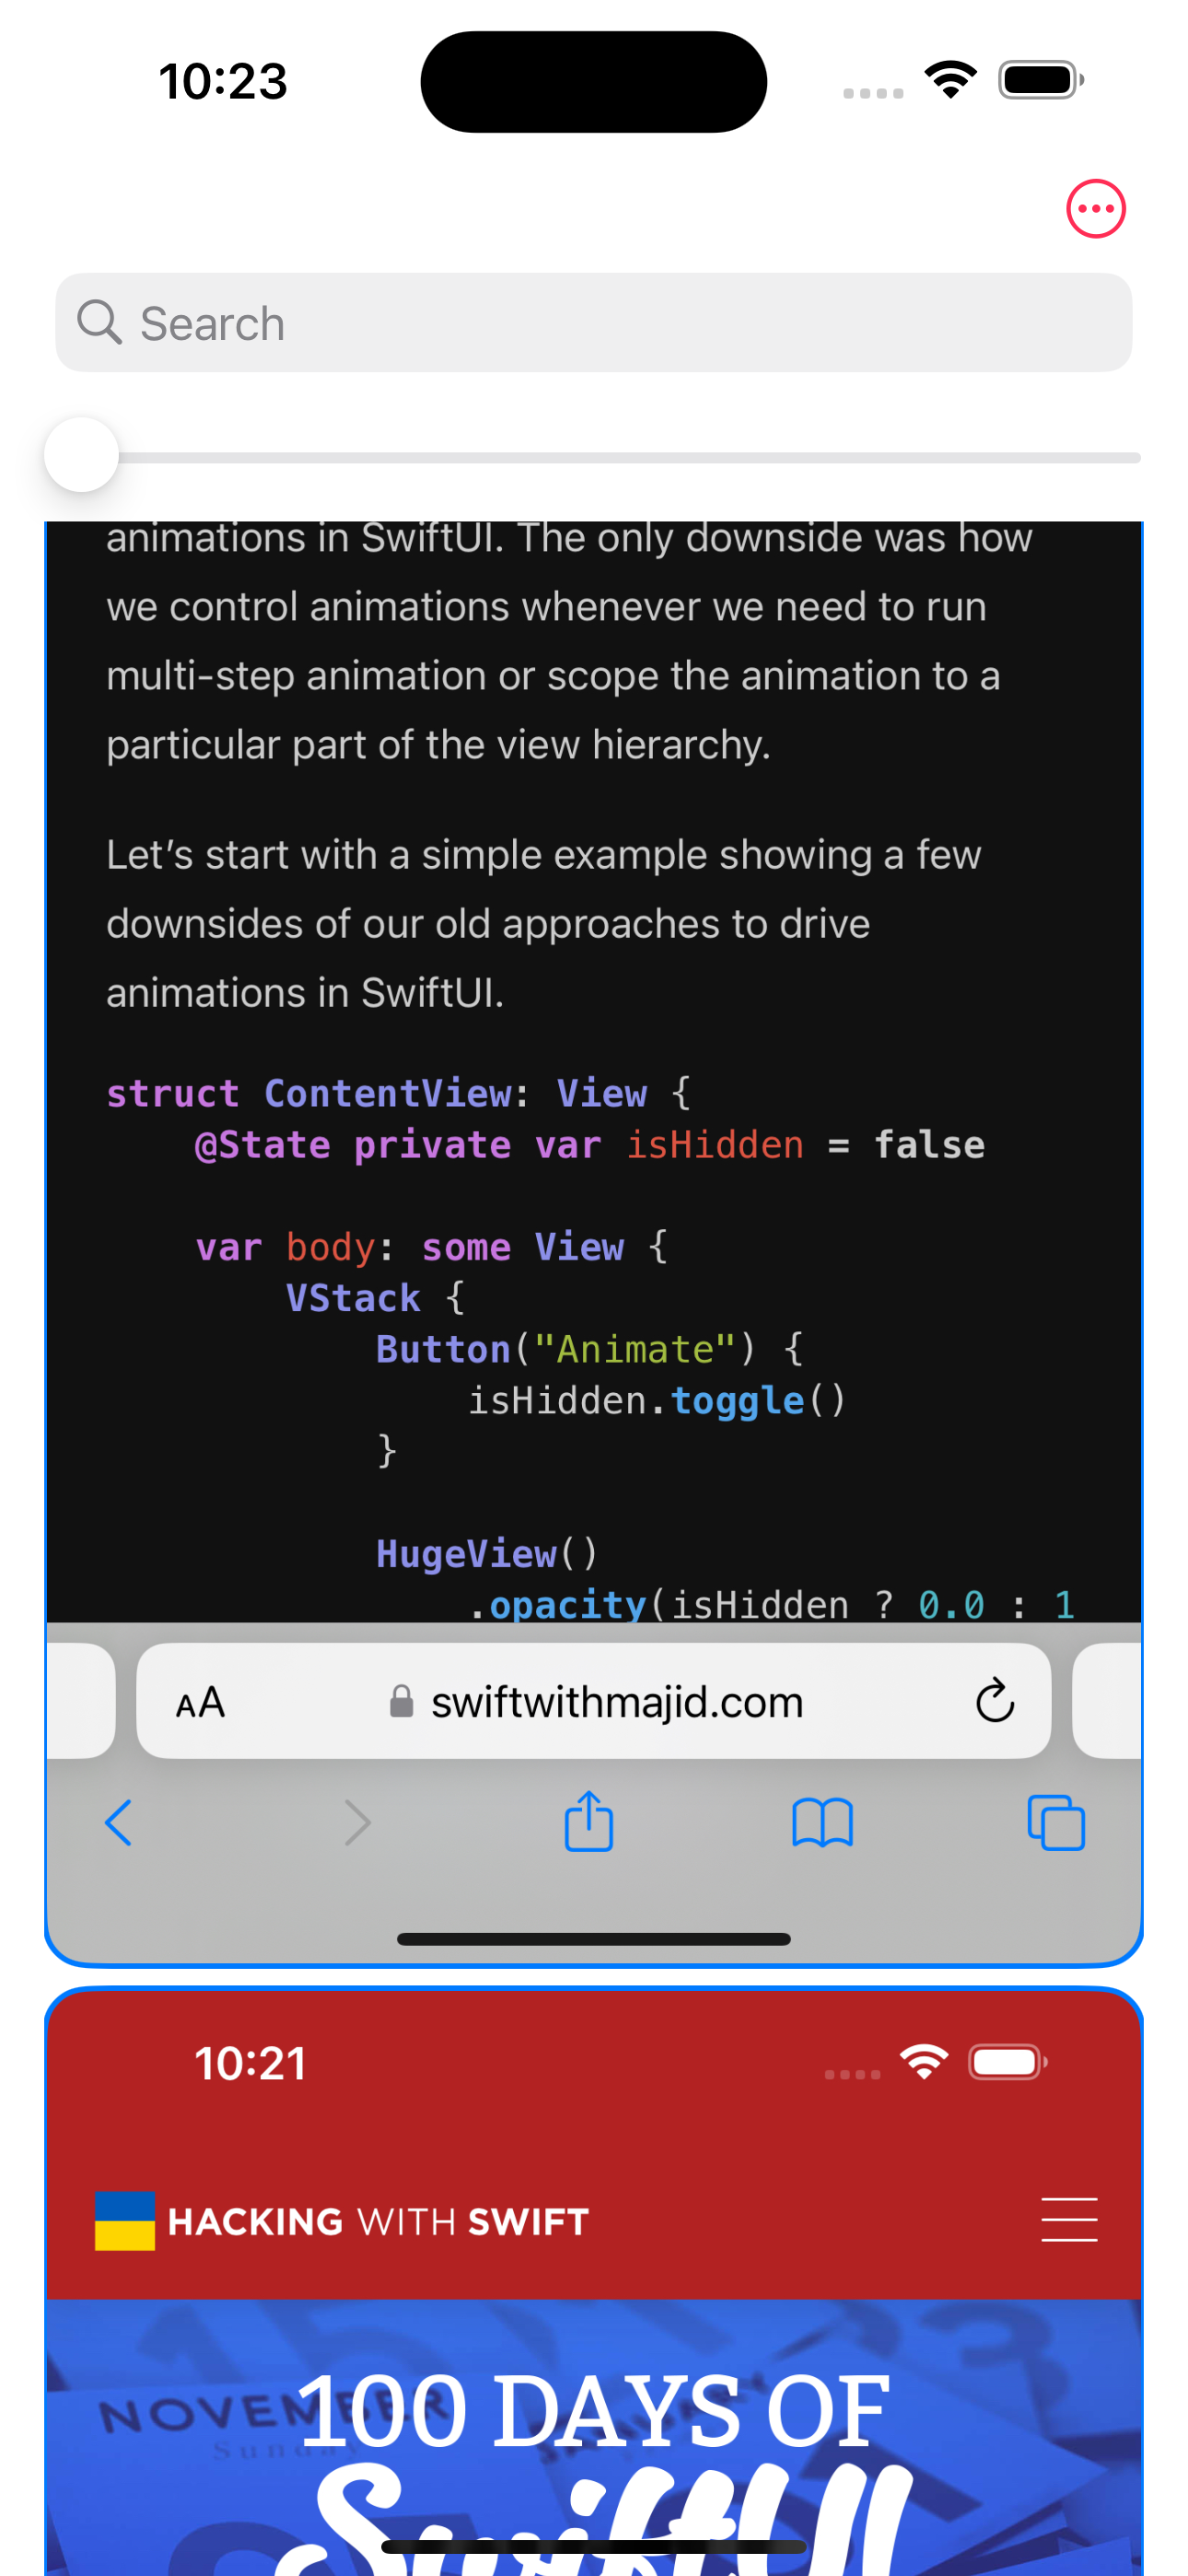 10:23
Search
animations in SwiftUI. The only downside was how
we control animations whenever we need to run
multi-step animation or scope the animation to a
particular part of the view hierarchy.
Let’s start with a simple example showing a few
downsides of our old approaches to drive
animations in SwiftUI.
struct ContentView: View {
    @State private var isHidden = false
    var body: some View {
        VStack {
            Button("Animate") {
                isHidden.toggle()
            }
            HugeView()
                .opacity(isHidden ? 0.0 : 1
AA
swiftwithmajid.com
10:21
HACKING WITH SWIFT
NOVEMBER
Sunday
100 DAYS OF
SwiftUI